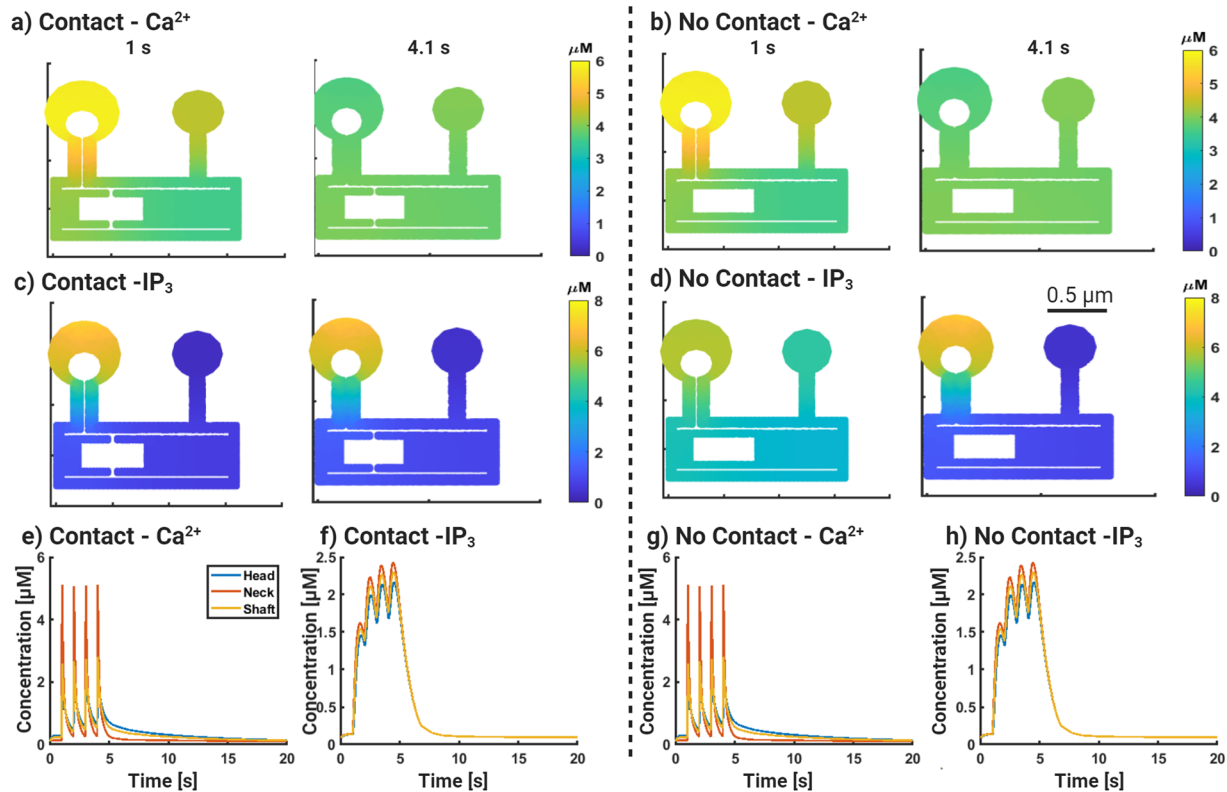 a) Contact - Ca²⁺
1 s
4.1 s
μM
6
5
4
3
2
1
0
b) No Contact - Ca²⁺
1 s
4.1 s
μM
6
5
4
3
2
1
0
c) Contact -IP₃
μM
8
6
4
2
0
d) No Contact - IP₃
0.5 μm
μM
8
6
4
2
0
e) Contact - Ca²⁺
Concentration [μM]
6
4
2
0
Head
Neck
Shaft
0 5 10 15 20
Time [s]
f) Contact -IP₃
Concentration [μM]
2.5
2
1.5
1
0.5
0
0 5 10 15 20
Time [s]
g) No Contact - Ca²⁺
Concentration [μM]
6
4
2
0
0 5 10 15 20
Time [s]
h) No Contact -IP₃
Concentration [μM]
2.5
2
1.5
1
0.5
0
0 5 10 15 20
Time [s]